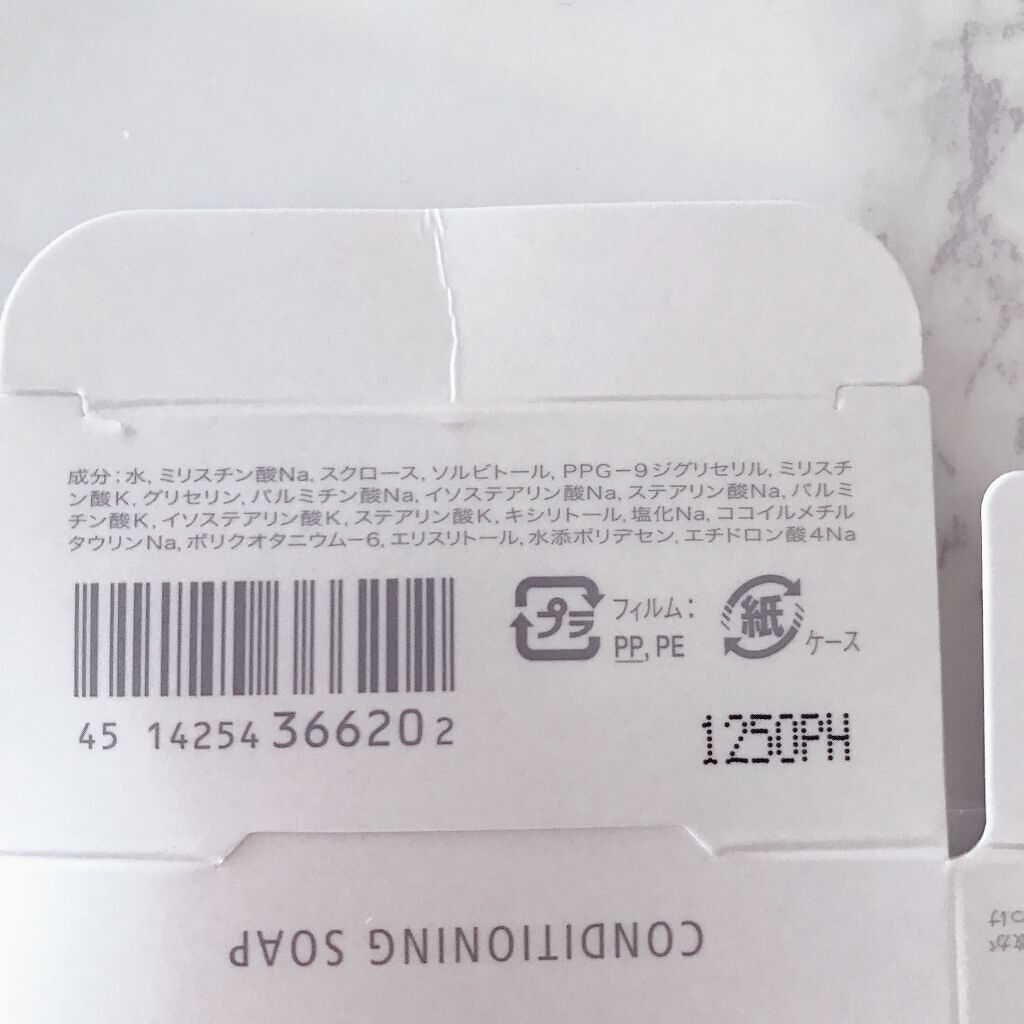 成分:水, ミリスチン酸Na, スクロース, ソルビトール, PPG-9ジグリセリル, ミリスチ
ン酸K, グリセリン, パルミチン酸Na, イソステアリン酸Na, ステアリン酸Na, パルミ
チン酸K, イソステアリン酸K, ステアリン酸K, キシリトール, 塩化Na, ココイルメチル
タウリンNa, ポリクオタニウム-6, エリスリトール, 水添ポリデセン, エチドロン酸4Na
プラ
フィルム:
PP, PE
紙
ケース
45 14254 36620 2
1250PH
CONDITIONING SOAP